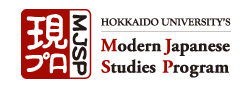 現プロ
MJSP
HOKKAIDO UNIVERSITY'S
Modern Japanese
Studies Program